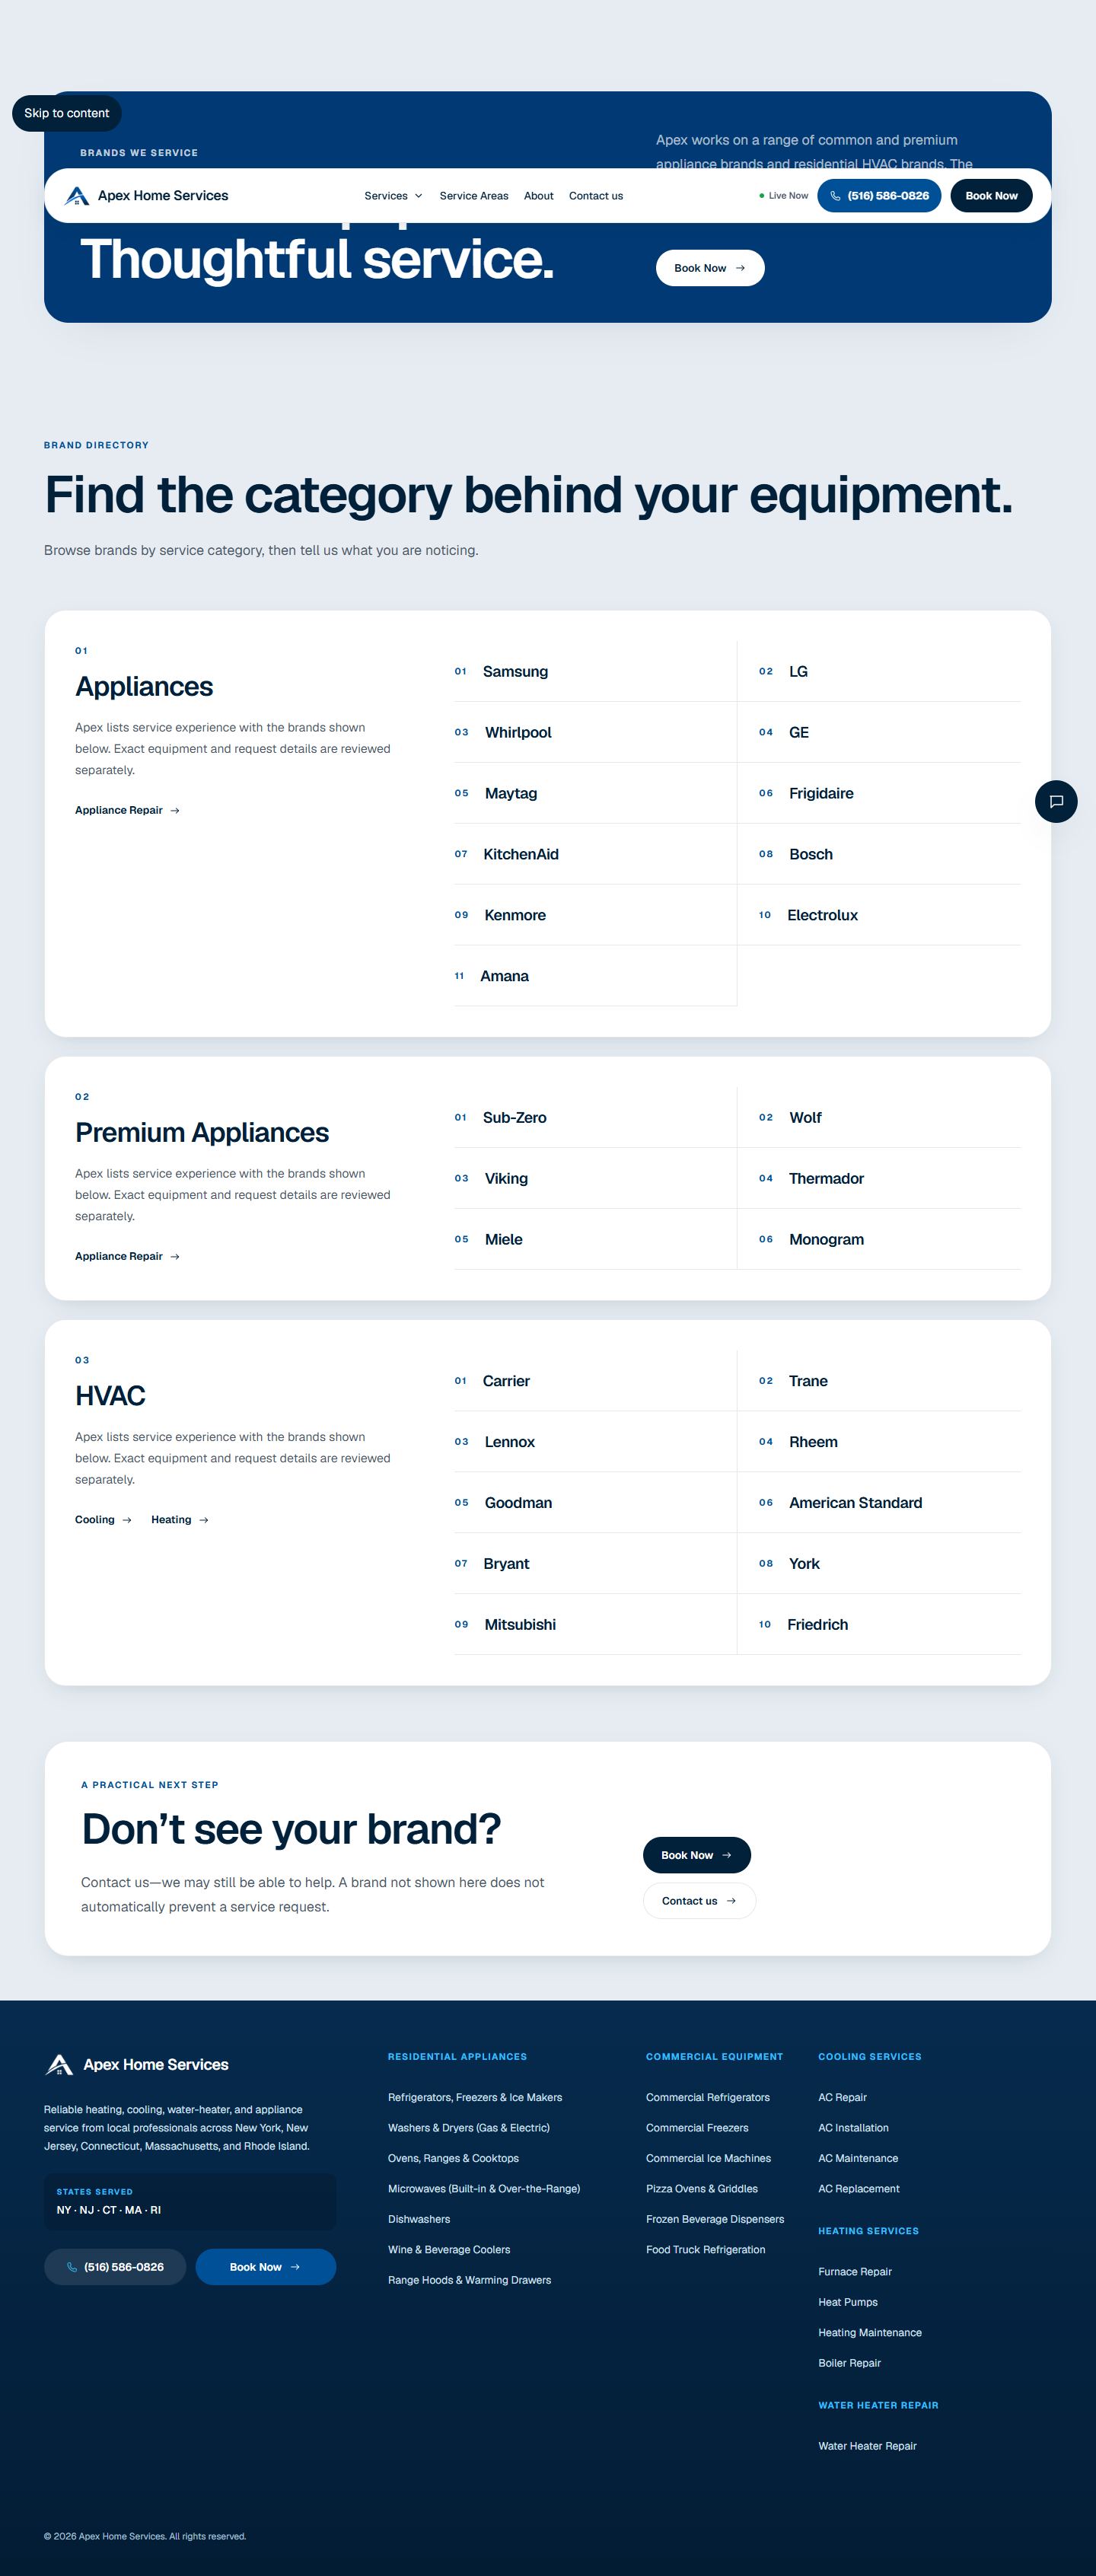 Skip to content
BRANDS WE SERVICE
Apex works on a range of common and premium
appliance brands and residential HVAC brands. The
Apex Home Services
Services
Service Areas
About
Contact us
Live Now
(516) 586-0826
Book Now
Thoughtful service.
Book Now
BRAND DIRECTORY
Find the category behind your equipment.
Browse brands by service category, then tell us what you are noticing.
01
Appliances
Apex lists service experience with the brands shown
below. Exact equipment and request details are reviewed
separately.
Appliance Repair
01 Samsung
02 LG
03 Whirlpool
04 GE
05 Maytag
06 Frigidaire
07 KitchenAid
08 Bosch
09 Kenmore
10 Electrolux
11 Amana
02
Premium Appliances
Apex lists service experience with the brands shown
below. Exact equipment and request details are reviewed
separately.
Appliance Repair
01 Sub-Zero
02 Wolf
03 Viking
04 Thermador
05 Miele
06 Monogram
03
HVAC
Apex lists service experience with the brands shown
below. Exact equipment and request details are reviewed
separately.
Cooling
Heating
01 Carrier
02 Trane
03 Lennox
04 Rheem
05 Goodman
06 American Standard
07 Bryant
08 York
09 Mitsubishi
10 Friedrich
A PRACTICAL NEXT STEP
Don’t see your brand?
Contact us—we may still be able to help. A brand not shown here does not
automatically prevent a service request.
Book Now
Contact us
Apex Home Services
Reliable heating, cooling, water-heater, and appliance
service from local professionals across New York, New
Jersey, Connecticut, Massachusetts, and Rhode Island.
STATES SERVED
NY · NJ · CT · MA · RI
(516) 586-0826
Book Now
RESIDENTIAL APPLIANCES
Refrigerators, Freezers & Ice Makers
Washers & Dryers (Gas & Electric)
Ovens, Ranges & Cooktops
Microwaves (Built-in & Over-the-Range)
Dishwashers
Wine & Beverage Coolers
Range Hoods & Warming Drawers
COMMERCIAL EQUIPMENT
Commercial Refrigerators
Commercial Freezers
Commercial Ice Machines
Pizza Ovens & Griddles
Frozen Beverage Dispensers
Food Truck Refrigeration
COOLING SERVICES
AC Repair
AC Installation
AC Maintenance
AC Replacement
HEATING SERVICES
Furnace Repair
Heat Pumps
Heating Maintenance
Boiler Repair
WATER HEATER REPAIR
Water Heater Repair
© 2026 Apex Home Services. All rights reserved.